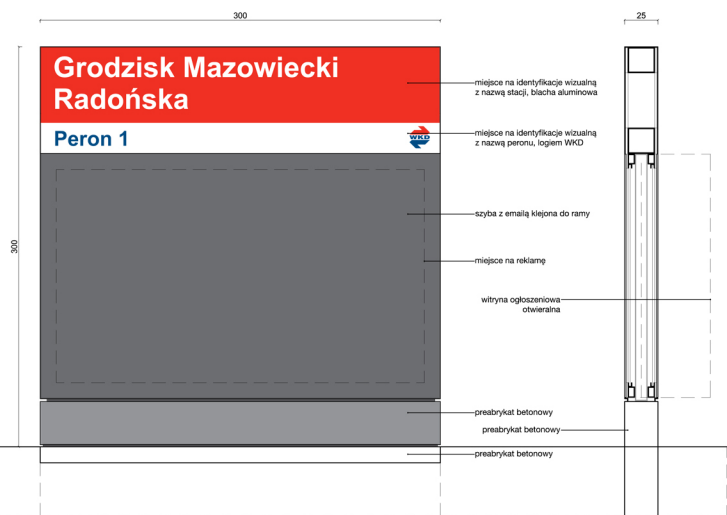 300
25
Grodzisk Mazowiecki
Radońska
miejsce na identyfikacje wizualną
z nazwą stacji, blacha aluminowa
Peron 1
WKD
miejsce na identyfikacje wizualną
z nazwą peronu, logiem WKD
szyba z emailą klejona do ramy
300
miejsce na reklamę
witryna ogłoszeniowa
otwieralna
preabrykat betonowy
preabrykat betonowy
preabrykat betonowy